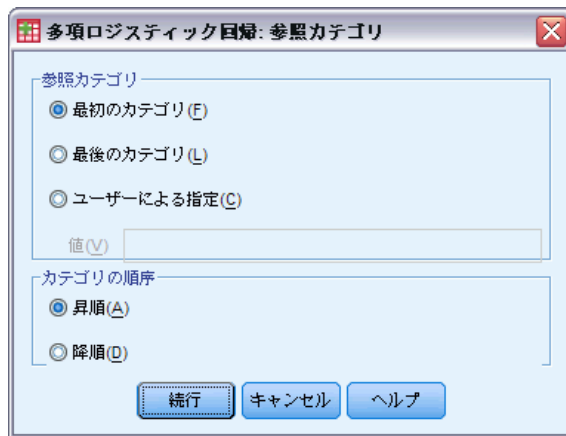 多項ロジスティック回帰: 参照カテゴリ
参照カテゴリ
最初のカテゴリ(F)
最後のカテゴリ(L)
ユーザーによる指定(C)
値(V)
カテゴリの順序
昇順(A)
降順(D)
続行 キャンセル ヘルプ